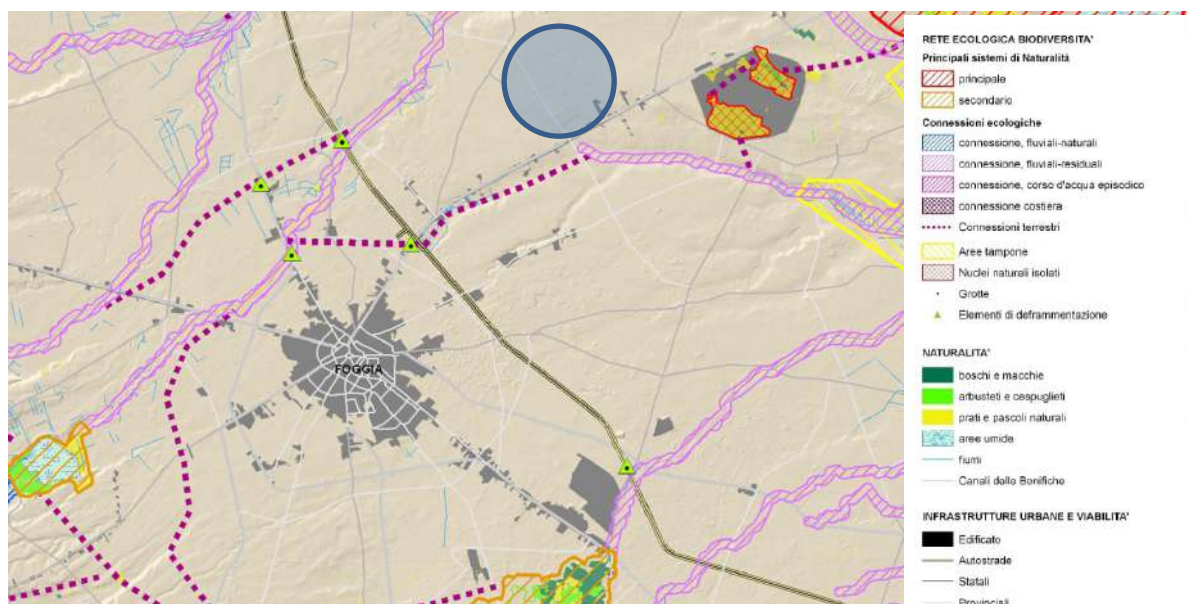 FOGGIA
RETE ECOLOGICA BIODIVERSITA'
Principali sistemi di Naturalità
principale
secondario
Connessioni ecologiche
connessione, fluviali-naturali
connessione, fluviali-residuali
connessione, corso d'acqua episodico
connessione costiera
Connessioni terrestri
Aree tampone
Nuclei naturali isolati
Grotte
Elementi di deframmentazione
NATURALITA'
boschi e macchie
arbusteti e cespuglieti
prati e pascoli naturali
aree umide
fiumi
Canali delle Bonifiche
INFRASTRUTTURE URBANE E VIABILITA'
Edificato
Autostrade
Statali
Provinciali